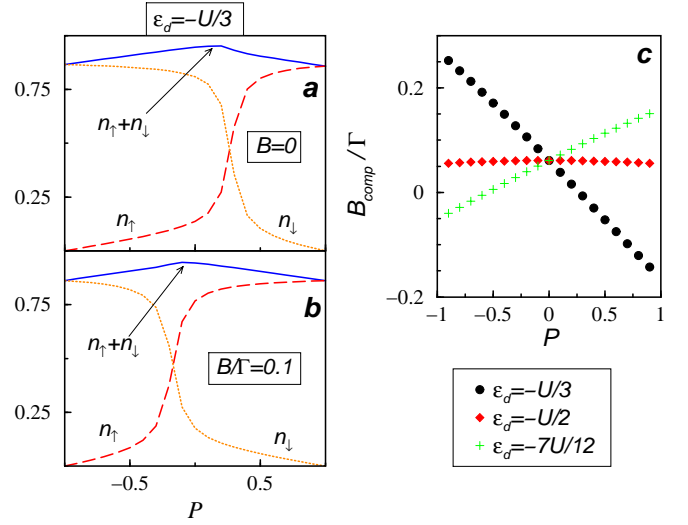 ε_d=-U/3
0.75
0.25
a
n↑+n↓
B=0
n↑
n↓
0.75
0.25
b
n↑+n↓
B/Γ=0.1
n↑
n↓
−0.5
0.5
P
c
0.2
0
−0.2
B_comp/Γ
−1
−0.5
0
0.5
1
P
ε_d=-U/3
ε_d=-U/2
ε_d=-7U/12